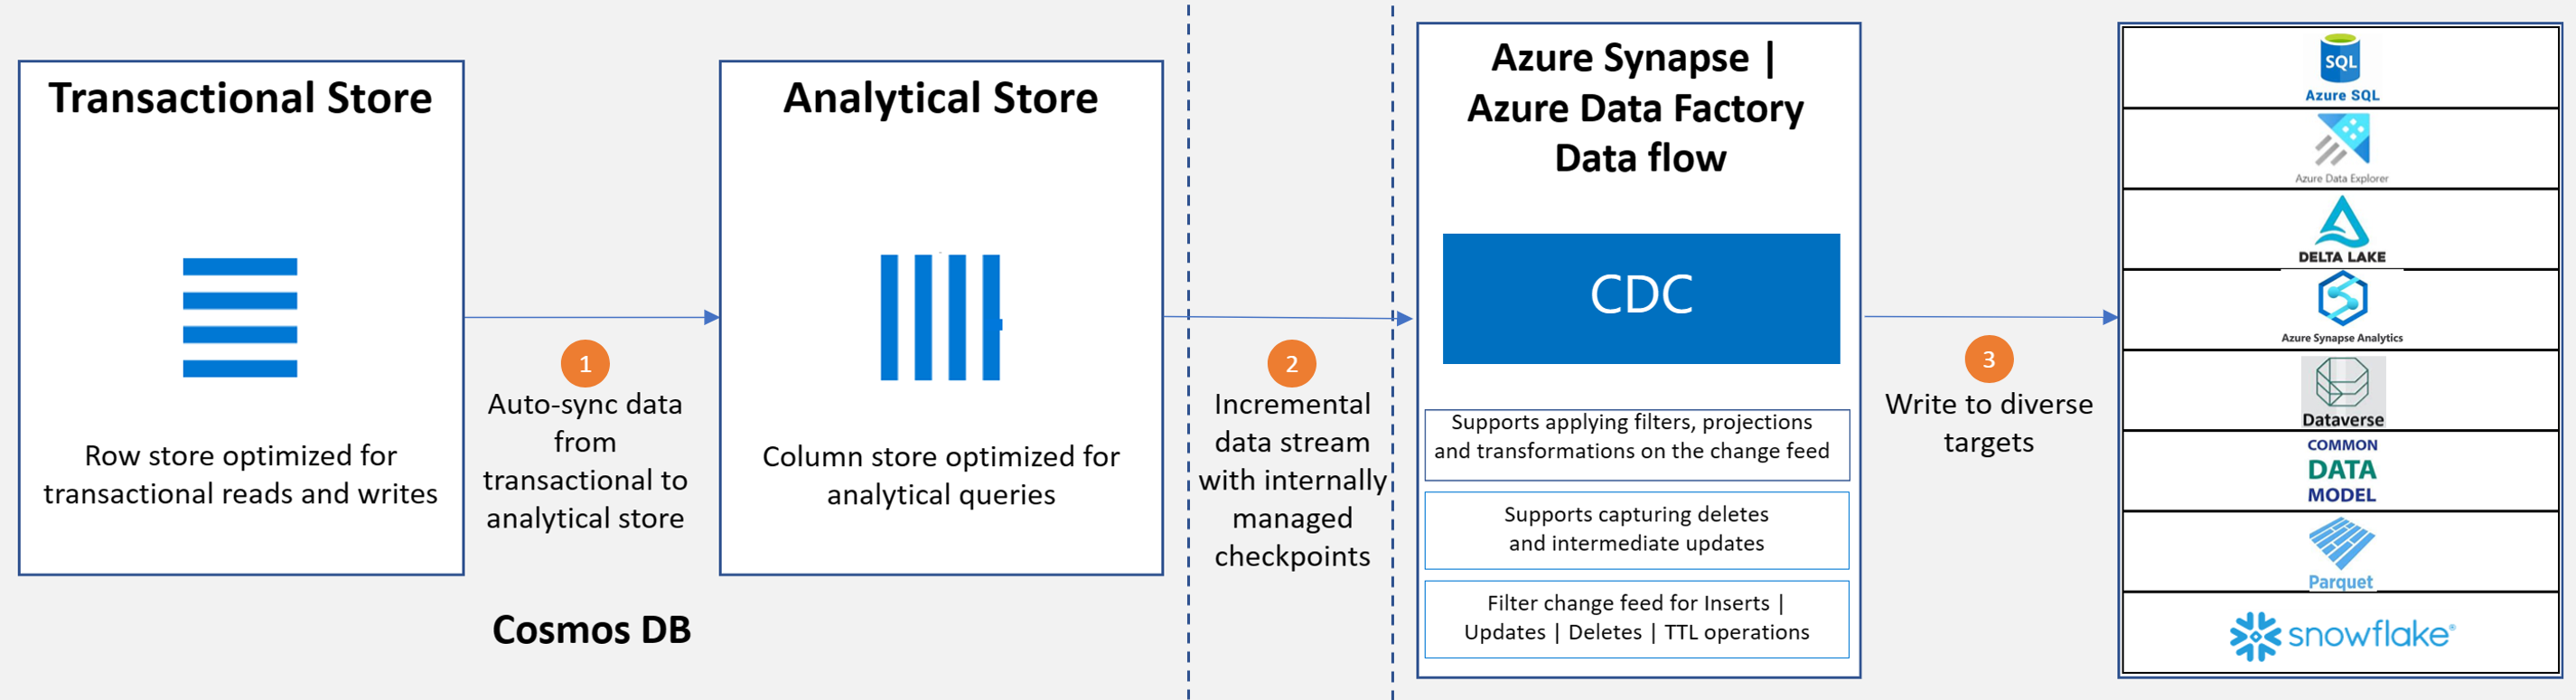 Transactional Store
Row store optimized for
transactional reads and writes
1
Auto-sync data
from
transactional to
analytical store
Analytical Store
Column store optimized for
analytical queries
Cosmos DB
2
Incremental
data stream
with internally
managed
checkpoints
Azure Synapse |
Azure Data Factory
Data flow
CDC
Supports applying filters, projections
and transformations on the change feed
Supports capturing deletes
and intermediate updates
Filter change feed for Inserts |
Updates | Deletes | TTL operations
3
Write to diverse
targets
SQL
Azure SQL
Azure Data Explorer
DELTA LAKE
Azure Synapse Analytics
Dataverse
COMMON
DATA
MODEL
Parquet
snowflake®